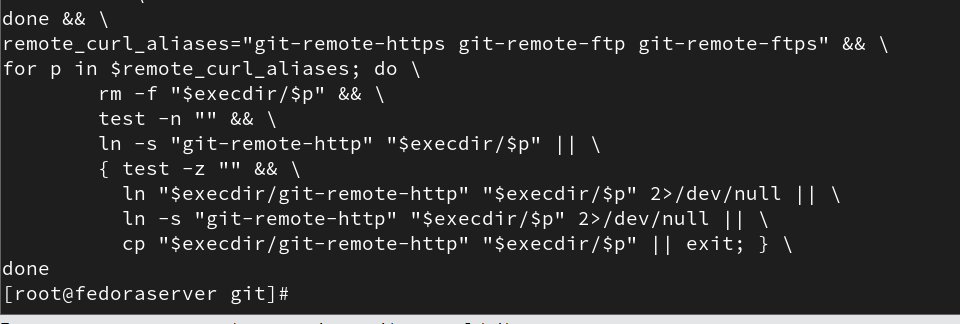 done && \
remote_curl_aliases="git-remote-https git-remote-ftp git-remote-ftps" && \
for p in $remote_curl_aliases; do \
        rm -f "$execdir/$p" && \
        test -n "" && \
        ln -s "git-remote-http" "$execdir/$p" || \
        { test -z "" && \
          ln "$execdir/git-remote-http" "$execdir/$p" 2>/dev/null || \
          ln -s "git-remote-http" "$execdir/$p" 2>/dev/null || \
          cp "$execdir/git-remote-http" "$execdir/$p" || exit; } \
done
[root@fedoraserver git]#